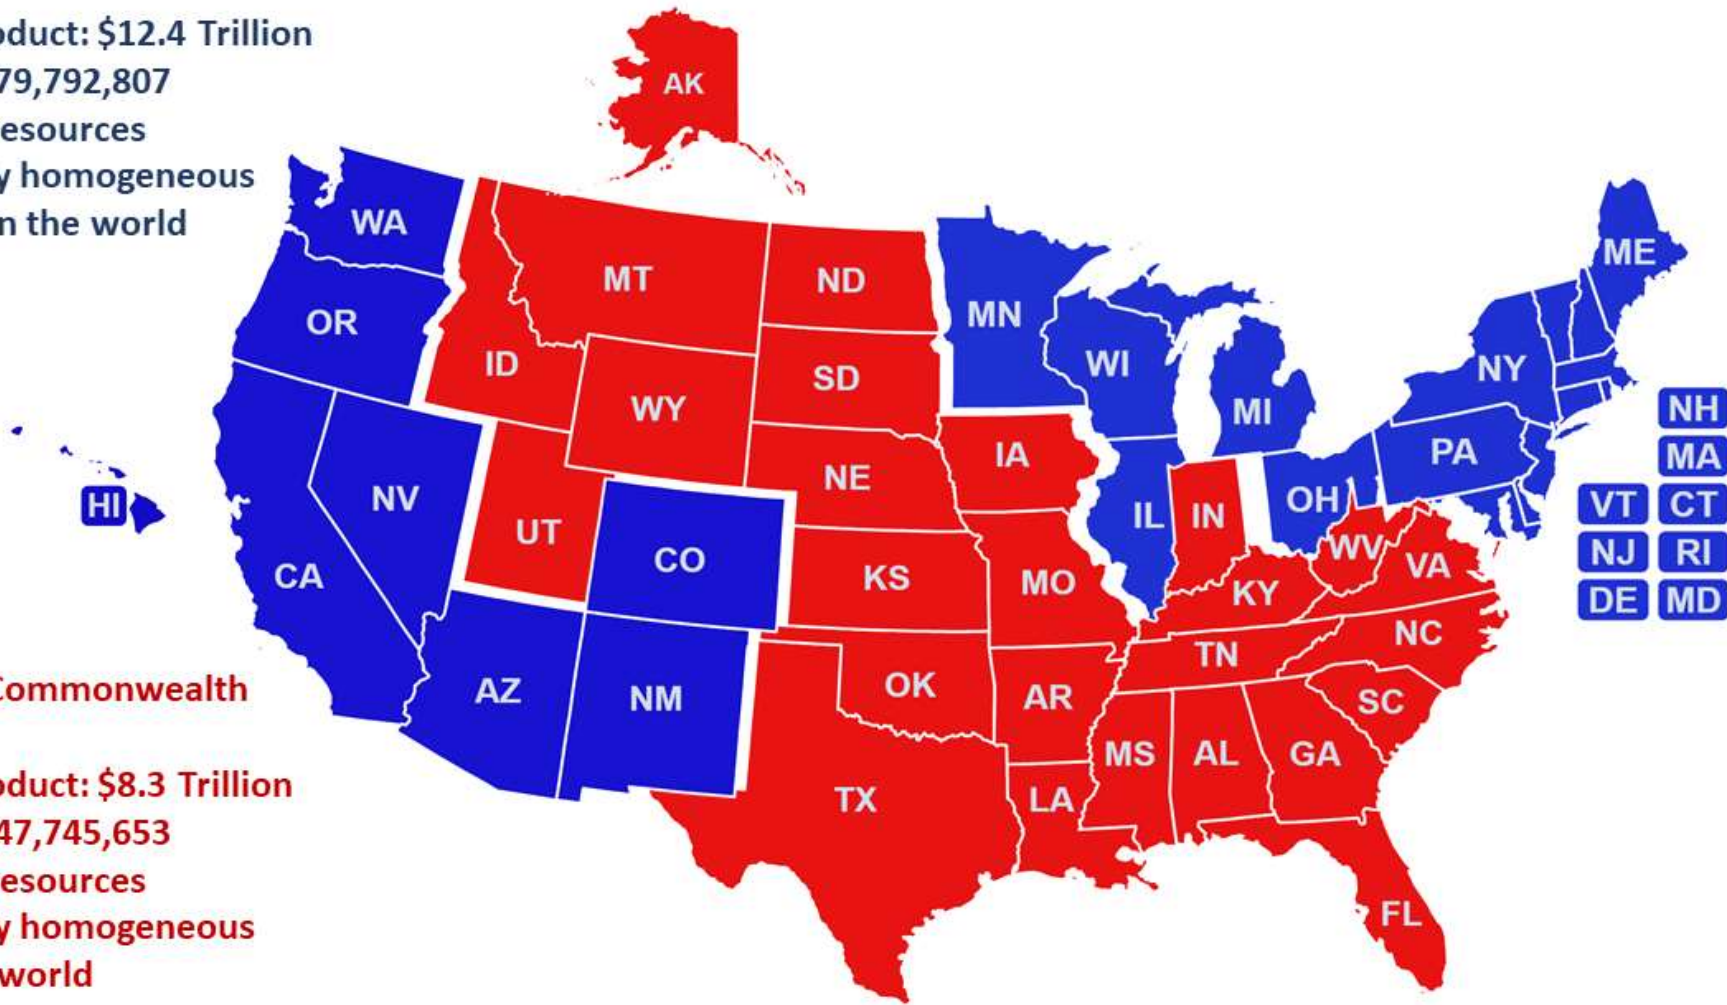 oduct: $12.4 Trillion
79,792,807
esources
y homogeneous
n the world
Commonwealth
oduct: $8.3 Trillion
47,745,653
esources
y homogeneous
world
AK
WA
MT
ND
MN
ME
OR
ID
SD
WI
NY
WY
MI
NH
IA
PA
MA
NE
HI
NV
OH
VT CT
UT
IL IN
CO
WV
NJ RI
CA
KS
MO
VA
KY
DE MD
NC
TN
AZ
NM
OK
AR
SC
MS AL GA
TX
LA
FL